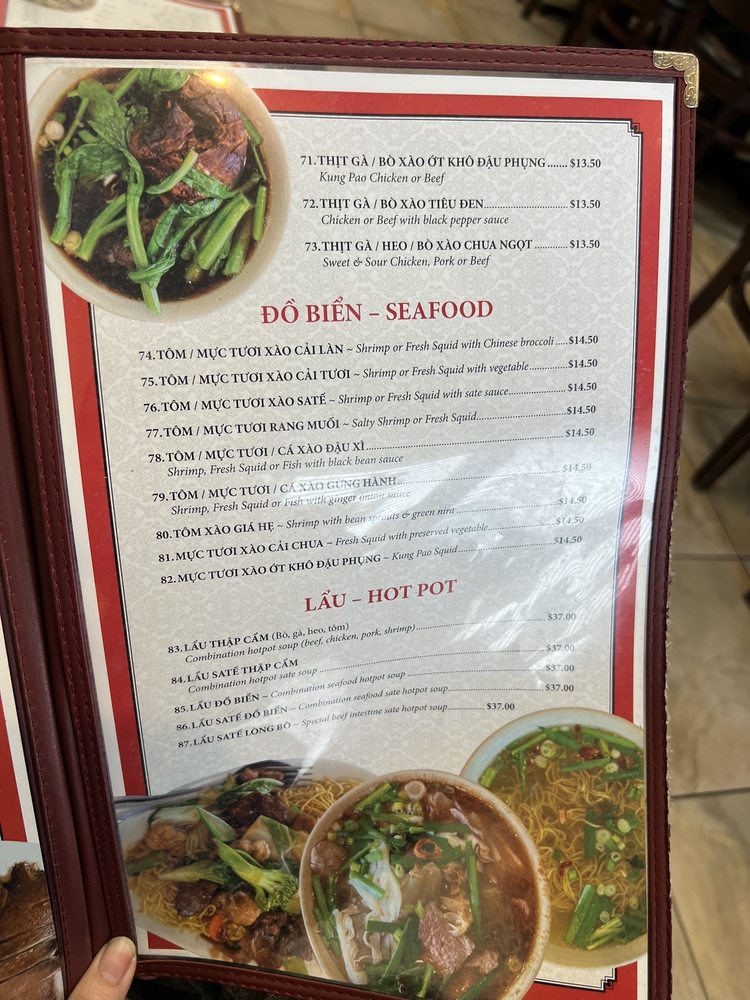 71. THỊT GÀ / BÒ XÀO ỚT KHÔ ĐẬU PHỤNG ....... $13.50
Kung Pao Chicken or Beef
72. THỊT GÀ / BÒ XÀO TIÊU ĐEN............................... $13.50
Chicken or Beef with black pepper sauce
73. THỊT GÀ / HEO / BÒ XÀO CHUA NGỌT ............ $13.50
Sweet & Sour Chicken, Pork or Beef
ĐỒ BIỂN – SEAFOOD
74. TÔM / MỰC TƯƠI XÀO CẢI LÀN ~ Shrimp or Fresh Squid with Chinese broccoli .....$14.50
75. TÔM / MỰC TƯƠI XÀO CẢI TƯƠI ~ Shrimp or Fresh Squid with vegetable...................$14.50
76. TÔM / MỰC TƯƠI XÀO SATẾ ~ Shrimp or Fresh Squid with sate sauce.....................$14.50
77. TÔM / MỰC TƯƠI RANG MUỐI ~ Salty Shrimp or Fresh Squid..............................$14.50
78. TÔM / MỰC TƯƠI / CÁ XÀO ĐẬU XÌ........................................................$14.50
Shrimp, Fresh Squid or Fish with black bean sauce
79. TÔM / MỰC TƯƠI / CÁ XÀO GỪNG HÀNH..................................................$14.50
Shrimp, Fresh Squid or Fish with ginger onion sauce
80. TÔM XÀO GIÁ HẸ ~ Shrimp with bean sprouts & green nira ..............................$14.50
81. MỰC TƯƠI XÀO CẢI CHUA ~ Fresh Squid with preserved vegetable.......................$14.50
82. MỰC TƯƠI XÀO ỚT KHÔ ĐẬU PHỤNG ~ Kung Pao Squid................................$14.50
LẨU – HOT POT
83. LẨU THẬP CẨM (Bò, gà, heo, tôm)
Combination hotpot soup (beef, chicken, pork, shrimp)........................................ $37.00
84. LẨU SATẾ THẬP CẨM
Combination hotpot sate soup ............................................................... $37.00
85. LẨU ĐỒ BIỂN ~ Combination seafood hotpot soup ........................................ $37.00
86. LẨU SATẾ ĐỒ BIỂN ~ Combination seafood sate hotpot soup............................ $37.00
87. LẨU SATẾ LÒNG BÒ ~ Special beef intestine sate hotpot soup............... $37.00